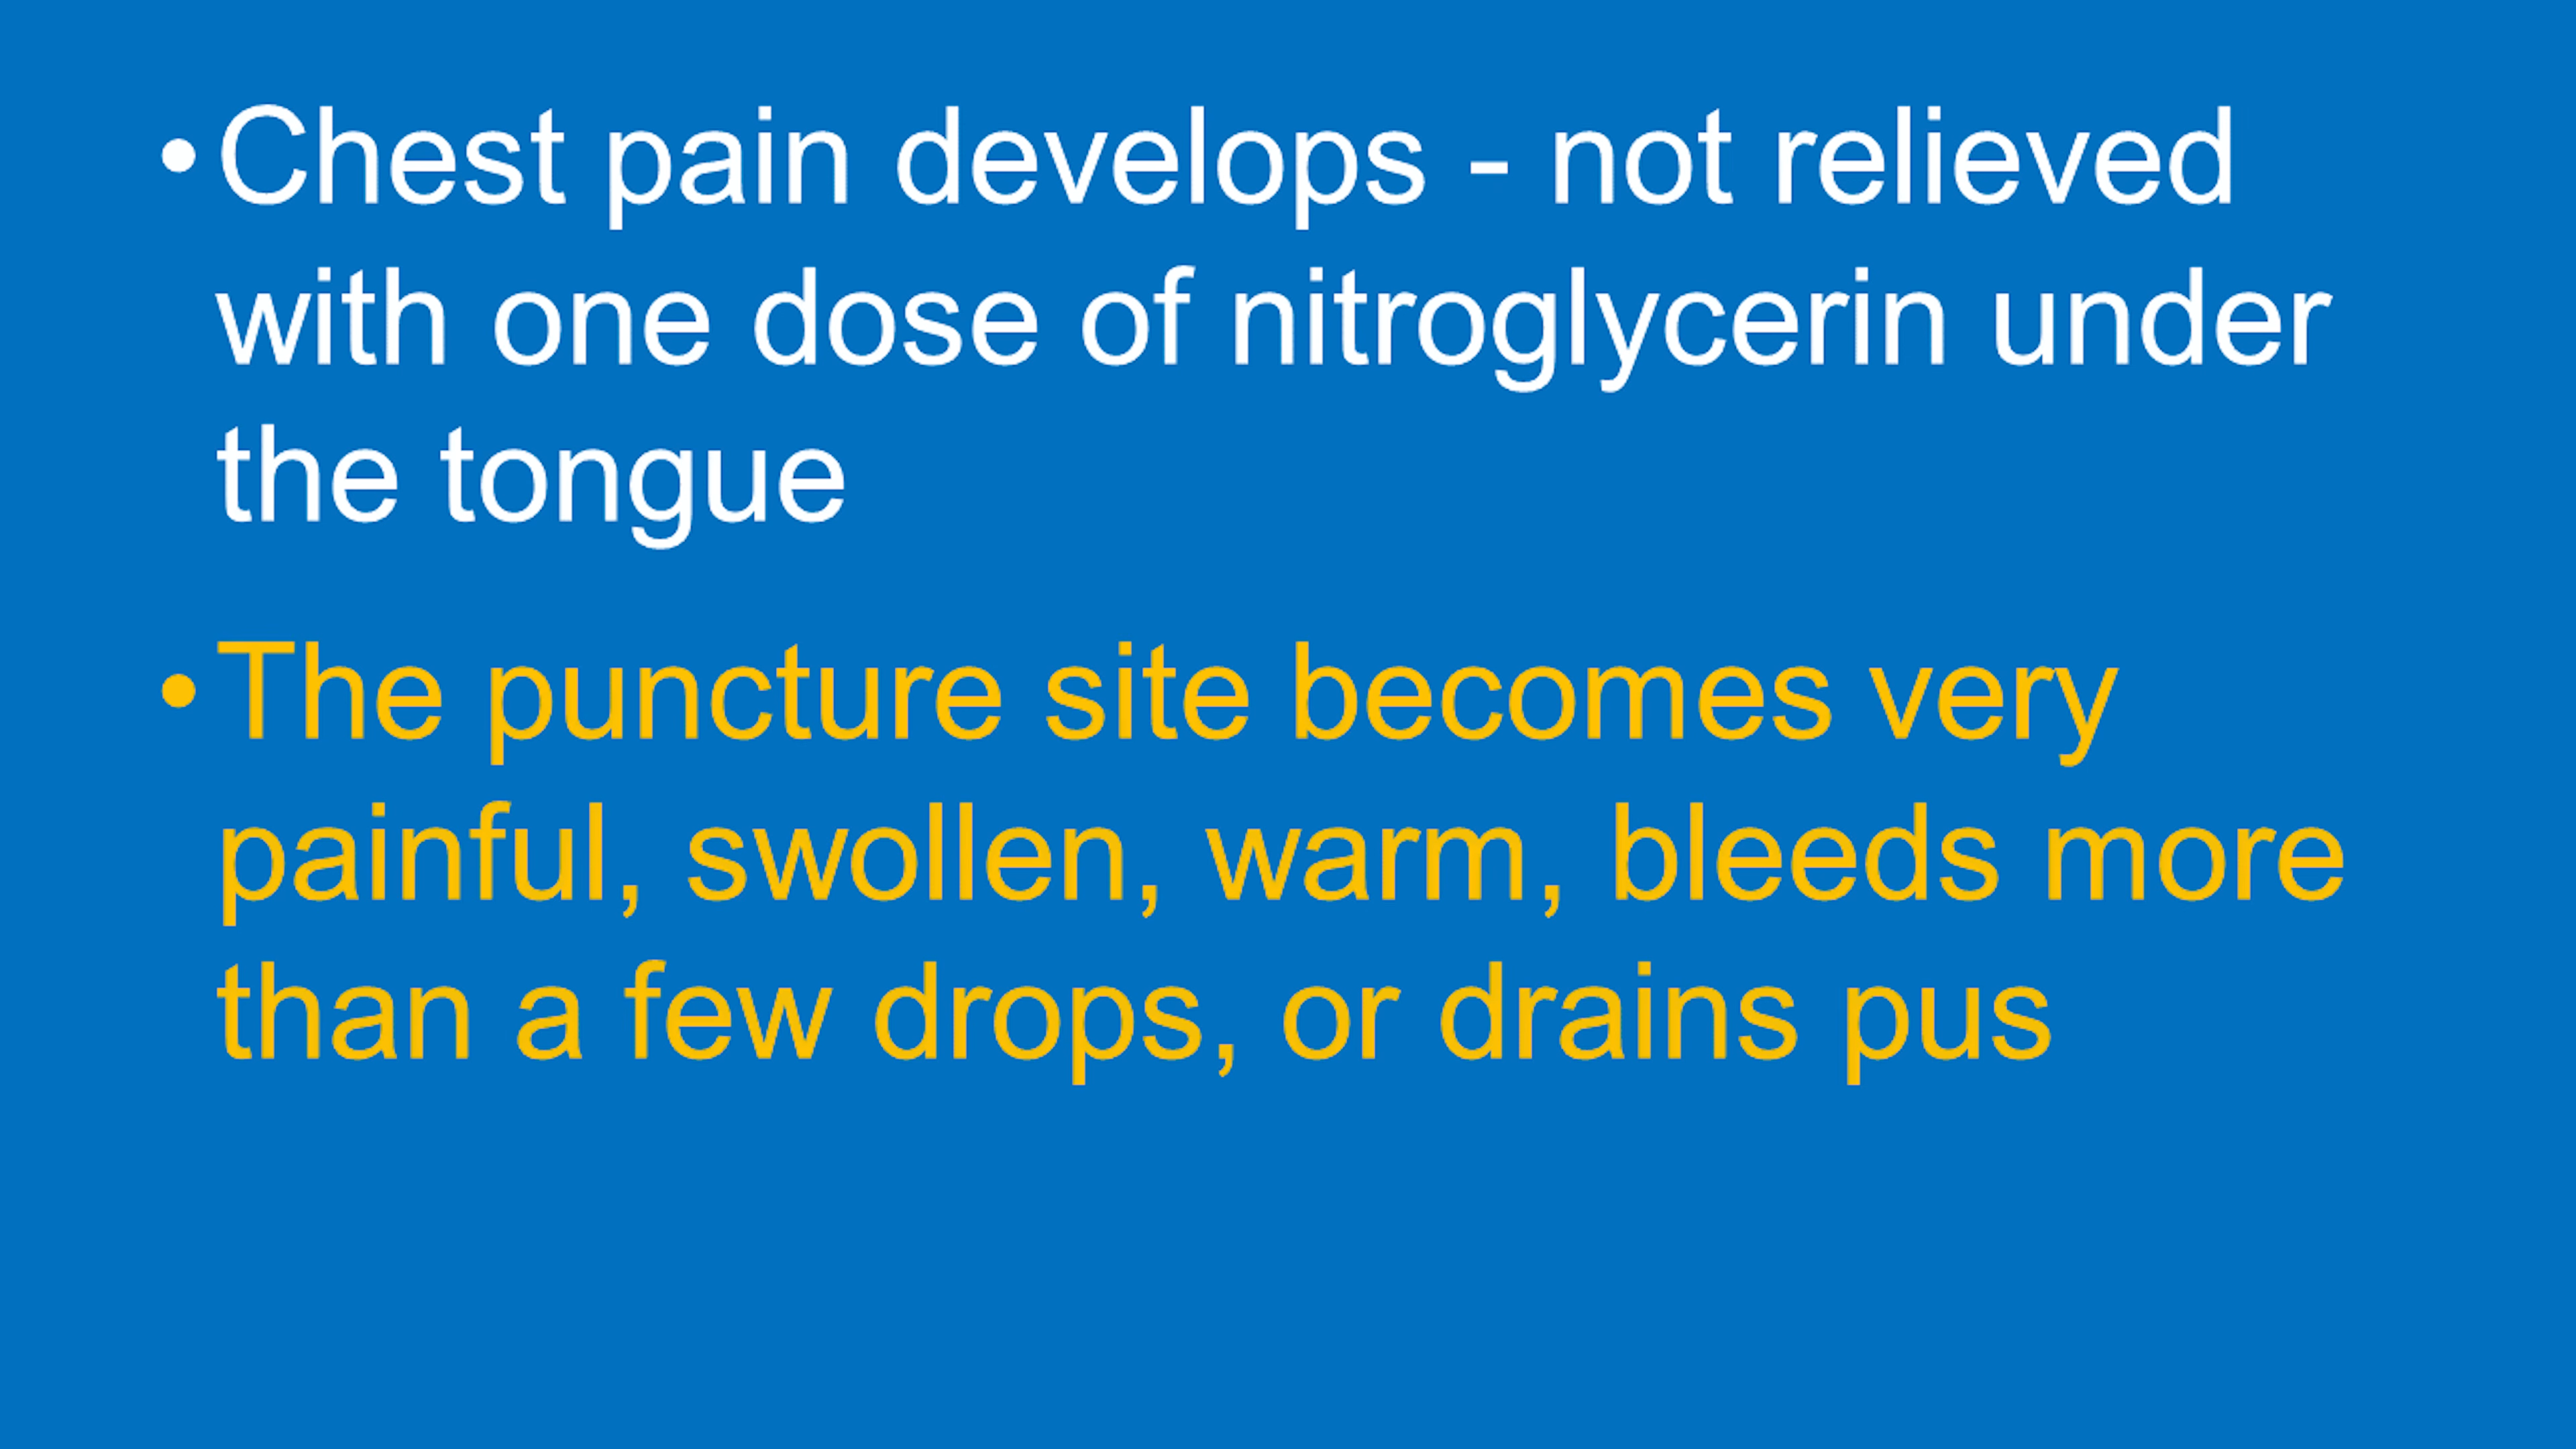 •Chest pain develops - not relieved
with one dose of nitroglycerin under
the tongue
•The puncture site becomes very
painful, swollen, warm, bleeds more
than a few drops, or drains pus